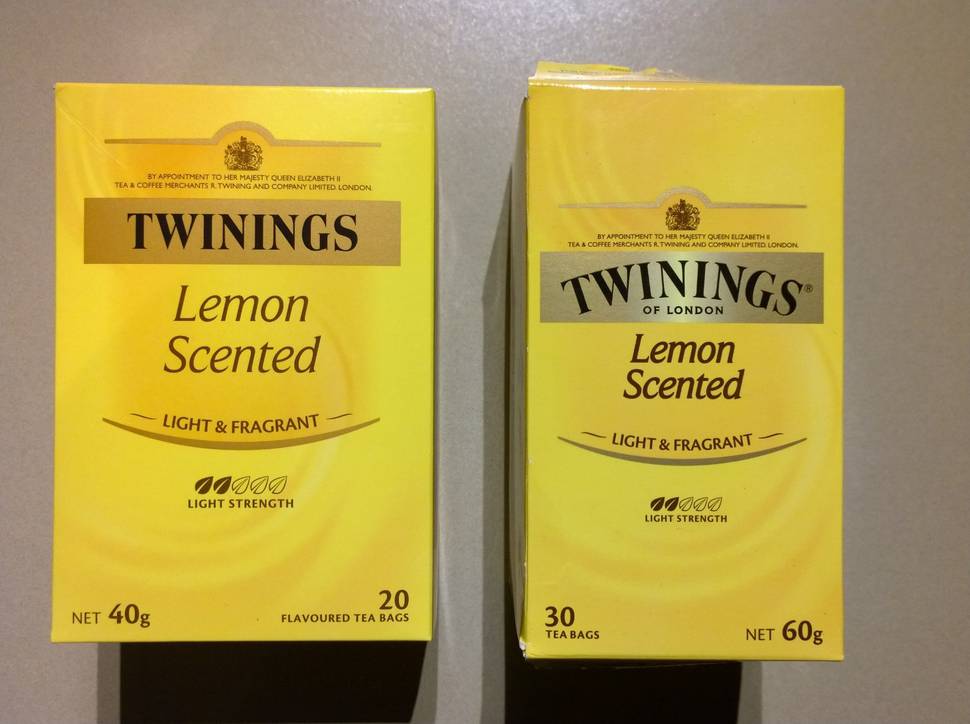 BY APPOINTMENT TO HER MAJESTY QUEEN ELIZABETH II
TEA & COFFEE MERCHANTS R. TWINING AND COMPANY LIMITED. LONDON.
TWININGS
Lemon
Scented
LIGHT & FRAGRANT
LIGHT STRENGTH
NET 40g
20
FLAVOURED TEA BAGS
BY APPOINTMENT TO HER MAJESTY QUEEN ELIZABETH II
TEA & COFFEE MERCHANTS R. TWINING AND COMPANY LIMITED. LONDON.
TWININGS®
OF LONDON
Lemon
Scented
LIGHT & FRAGRANT
LIGHT STRENGTH
30
TEA BAGS
NET 60g